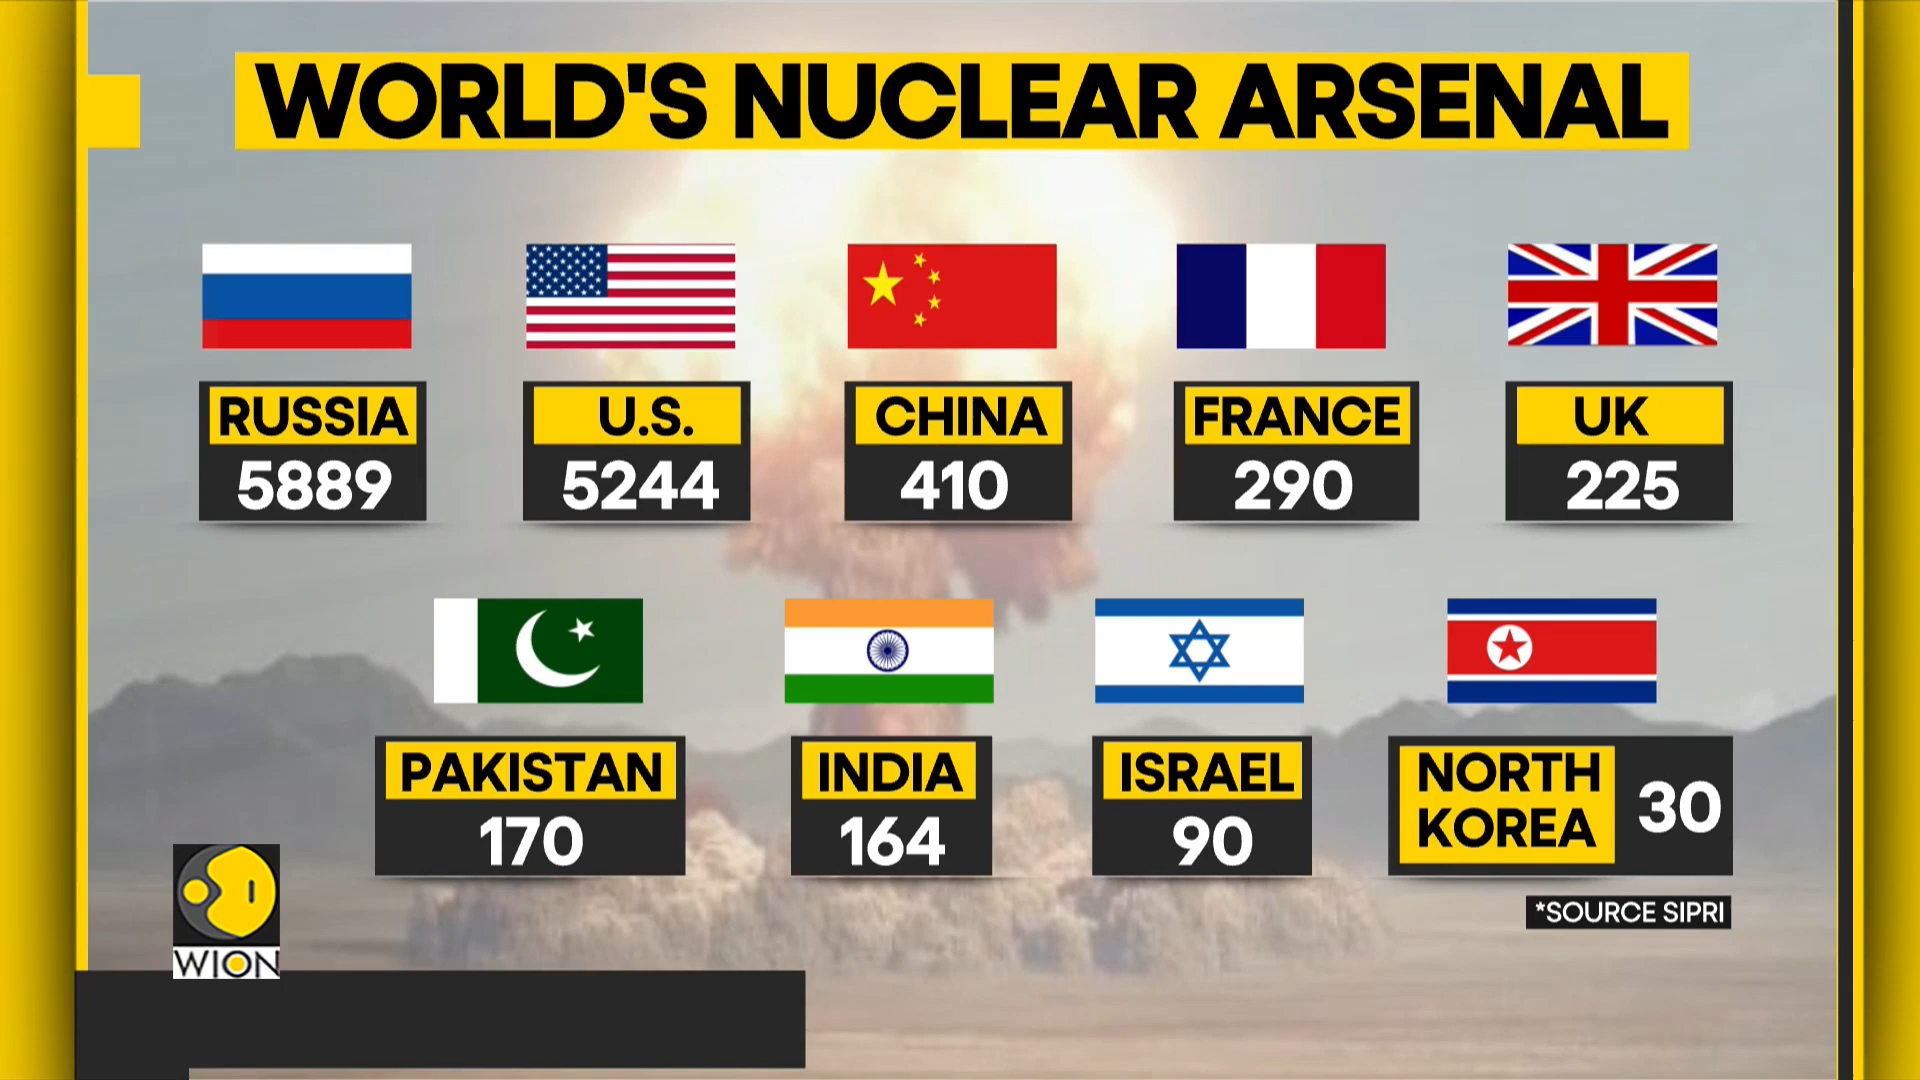 WORLD'S NUCLEAR ARSENAL
RUSSIA
5889
U.S.
5244
CHINA
410
FRANCE
290
UK
225
PAKISTAN
170
INDIA
164
ISRAEL
90
NORTH
KOREA
30
*SOURCE SIPRI
WION